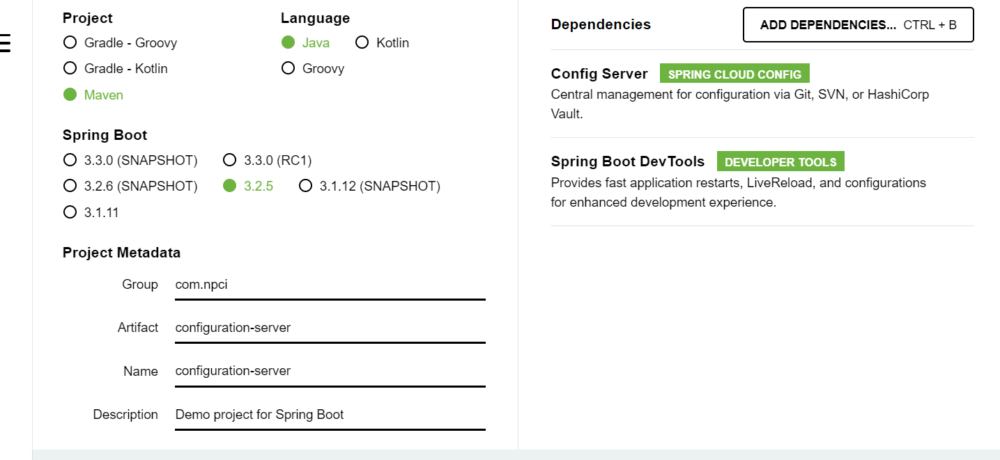 Project
Gradle - Groovy
Gradle - Kotlin
Maven
Language
Java Kotlin
Groovy
Spring Boot
3.3.0 (SNAPSHOT) 3.3.0 (RC1)
3.2.6 (SNAPSHOT) 3.2.5 3.1.12 (SNAPSHOT)
3.1.11
Project Metadata
Group com.npci
Artifact configuration-server
Name configuration-server
Description Demo project for Spring Boot
Dependencies
ADD DEPENDENCIES... CTRL + B
Config Server SPRING CLOUD CONFIG
Central management for configuration via Git, SVN, or HashiCorp
Vault.
Spring Boot DevTools DEVELOPER TOOLS
Provides fast application restarts, LiveReload, and configurations
for enhanced development experience.